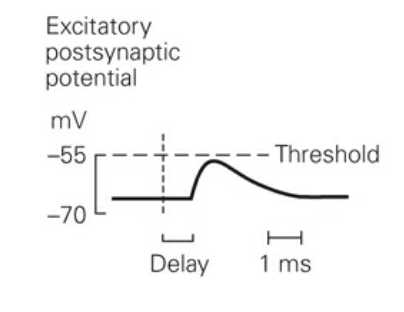 Excitatory
postsynaptic
potential
mV
–55
Threshold
–70
Delay
1 ms